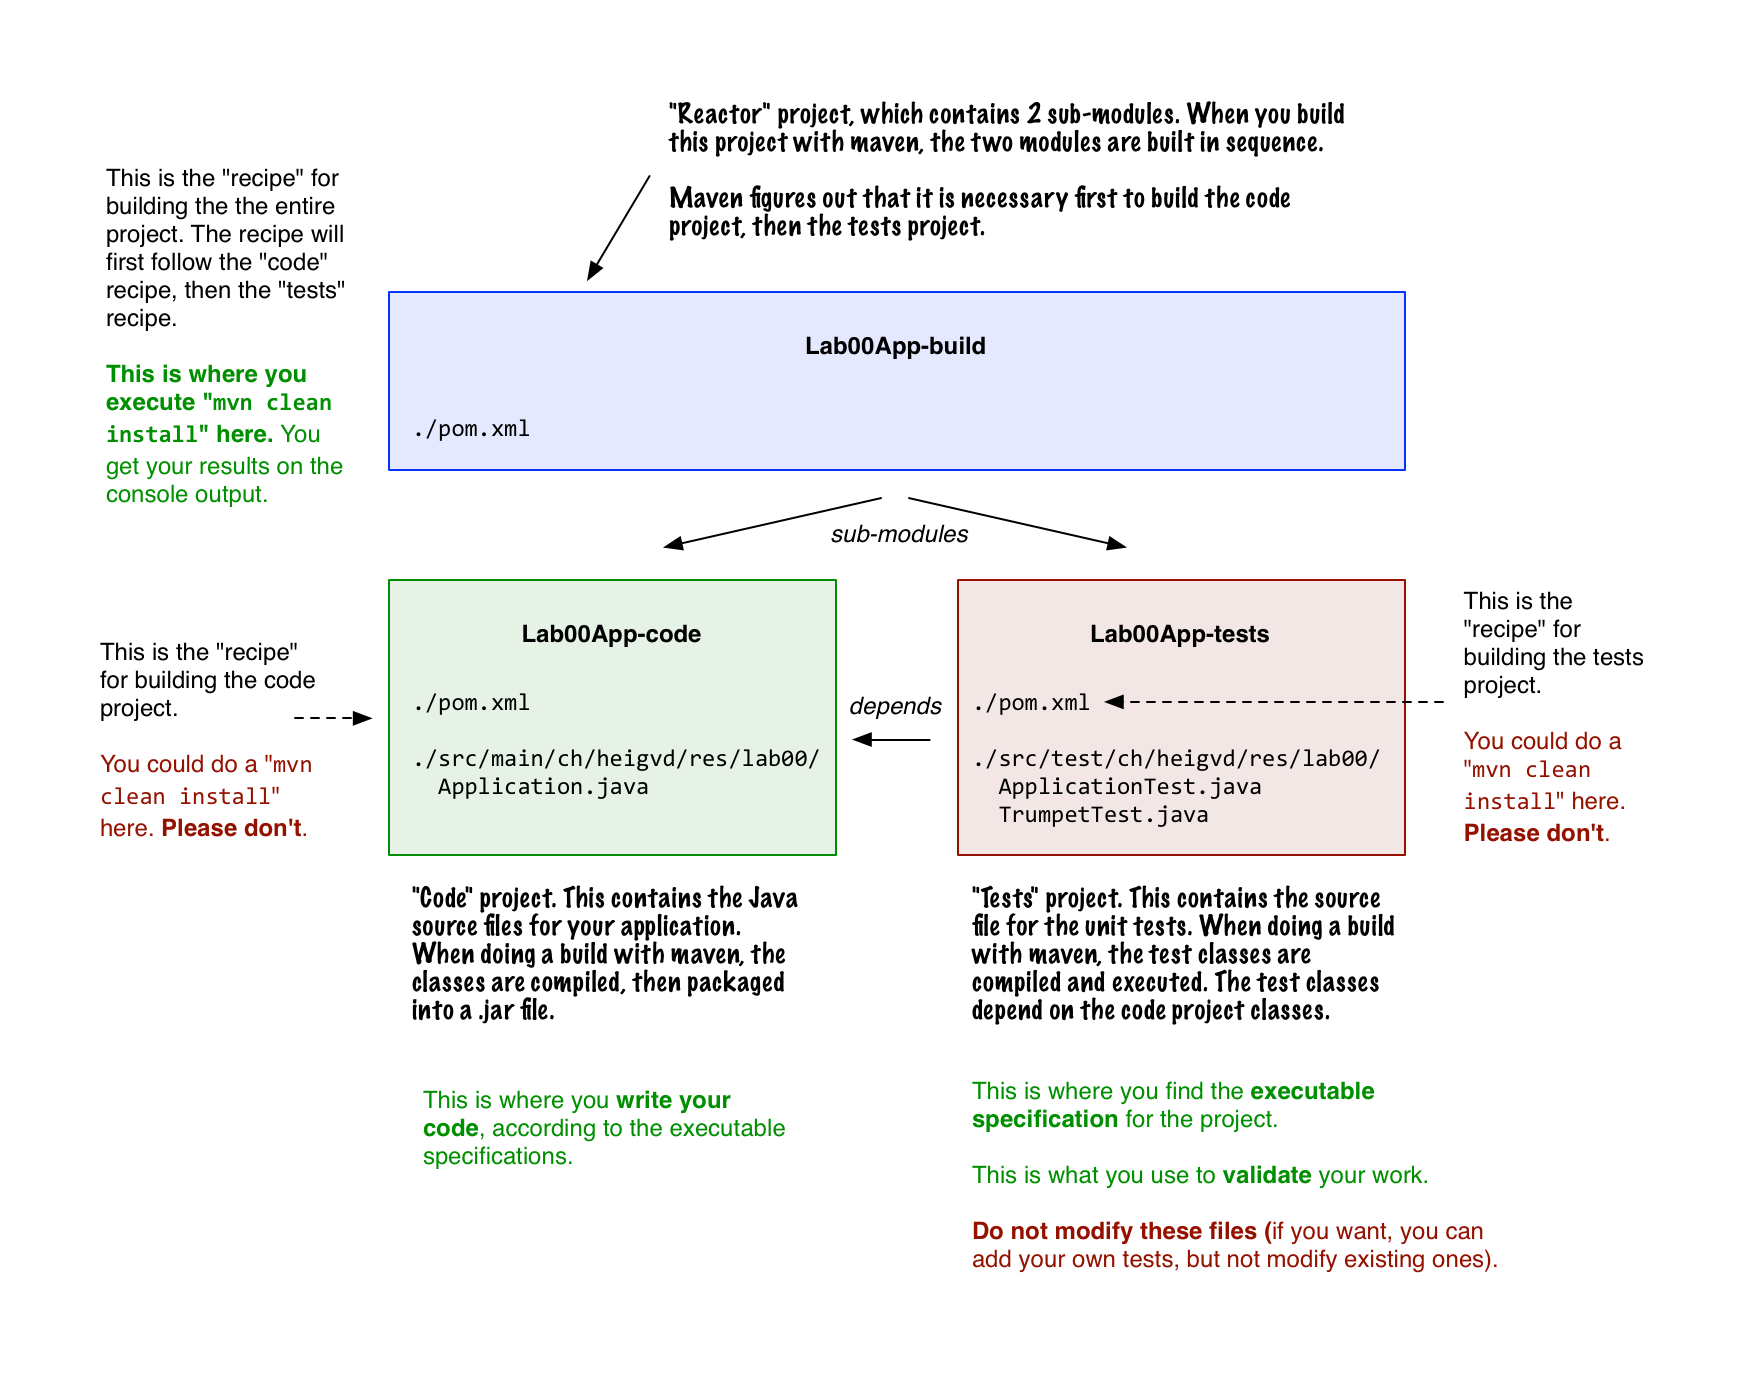 "Reactor" project, which contains 2 sub-modules. When you build
this project with maven, the two modules are built in sequence.
Maven figures out that it is necessary first to build the code
project, then the tests project.
This is the "recipe" for
building the the entire
project. The recipe will
first follow the "code"
recipe, then the "tests"
recipe.
This is where you
execute "mvn clean
install" here. You
get your results on the
console output.
Lab00App-build
./pom.xml
sub-modules
This is the "recipe"
for building the code
project.
You could do a "mvn
clean install"
here. Please don't.
Lab00App-code
./pom.xml
./src/main/ch/heigvd/res/lab00/
Application.java
depends
Lab00App-tests
./pom.xml
./src/test/ch/heigvd/res/lab00/
ApplicationTest.java
TrumpetTest.java
This is the
"recipe" for
building the tests
project.
You could do a
"mvn clean
install" here.
Please don't.
"Code" project. This contains the Java
source files for your application.
When doing a build with maven, the
classes are compiled, then packaged
into a .jar file.
This is where you write your
code, according to the executable
specifications.
"Tests" project. This contains the source
file for the unit tests. When doing a build
with maven, the test classes are
compiled and executed. The test classes
depend on the code project classes.
This is where you find the executable
specification for the project.
This is what you use to validate your work.
Do not modify these files (if you want, you can
add your own tests, but not modify existing ones).